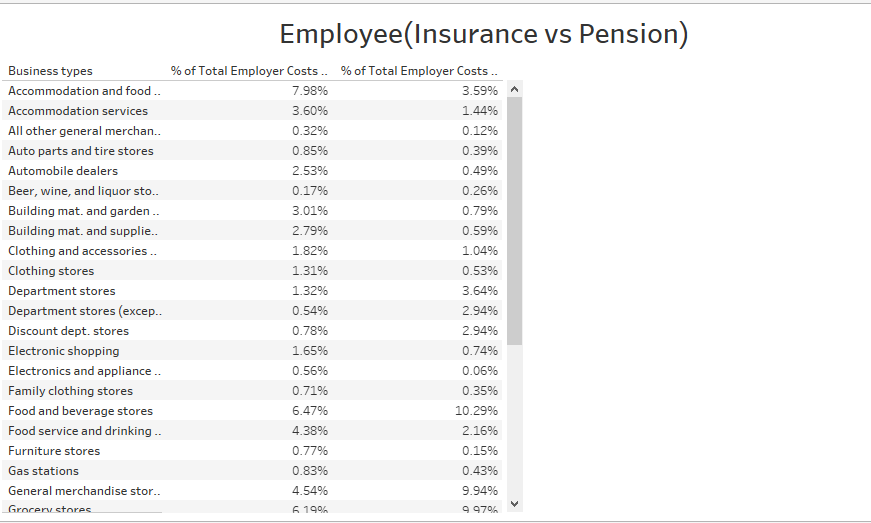 Employee(Insurance vs Pension)
Business types % of Total Employer Costs .. % of Total Employer Costs ..
Accommodation and food .. 7.98% 3.59%
Accommodation services 3.60% 1.44%
All other general merchan.. 0.32% 0.12%
Auto parts and tire stores 0.85% 0.39%
Automobile dealers 2.53% 0.49%
Beer, wine, and liquor sto.. 0.17% 0.26%
Building mat. and garden .. 3.01% 0.79%
Building mat. and supplie.. 2.79% 0.59%
Clothing and accessories .. 1.82% 1.04%
Clothing stores 1.31% 0.53%
Department stores 1.32% 3.64%
Department stores (excep.. 0.54% 2.94%
Discount dept. stores 0.78% 2.94%
Electronic shopping 1.65% 0.74%
Electronics and appliance .. 0.56% 0.06%
Family clothing stores 0.71% 0.35%
Food and beverage stores 6.47% 10.29%
Food service and drinking .. 4.38% 2.16%
Furniture stores 0.77% 0.15%
Gas stations 0.83% 0.43%
General merchandise stor.. 4.54% 9.94%
Grocery stores 6.19% 9.97%